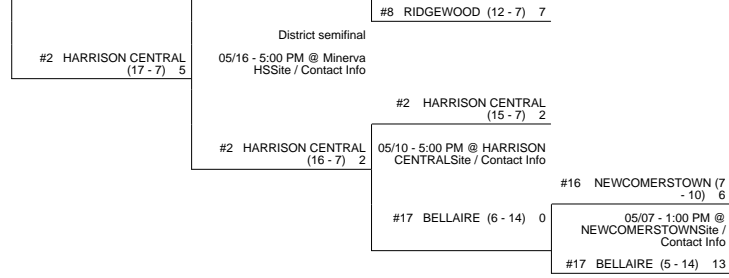 #8 RIDGEWOOD (12 - 7) 7
District semifinal
#2 HARRISON CENTRAL
(17 - 7) 5
05/16 - 5:00 PM @ Minerva
HSSite / Contact Info
#2 HARRISON CENTRAL
(15 - 7) 2
#2 HARRISON CENTRAL
(16 - 7) 2
05/10 - 5:00 PM @ HARRISON
CENTRALSite / Contact Info
#16 NEWCOMERSTOWN (7
- 10) 6
#17 BELLAIRE (6 - 14) 0
05/07 - 1:00 PM @
NEWCOMERSTOWNSite /
Contact Info
#17 BELLAIRE (5 - 14) 13